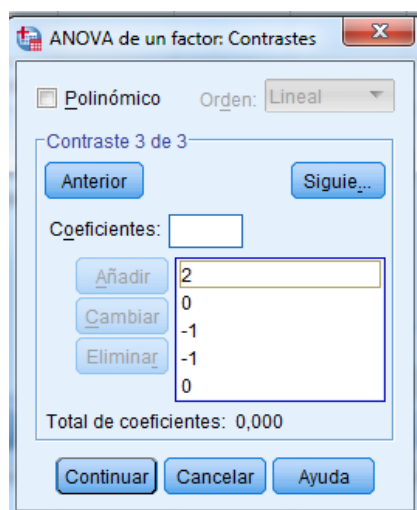 ANOVA de un factor: Contrastes
Polinómico Orden: Lineal
Contraste 3 de 3
Anterior Siguie...
Coeficientes:
Añadir 2
0
Cambiar -1
Eliminar -1
0
Total de coeficientes: 0,000
Continuar Cancelar Ayuda